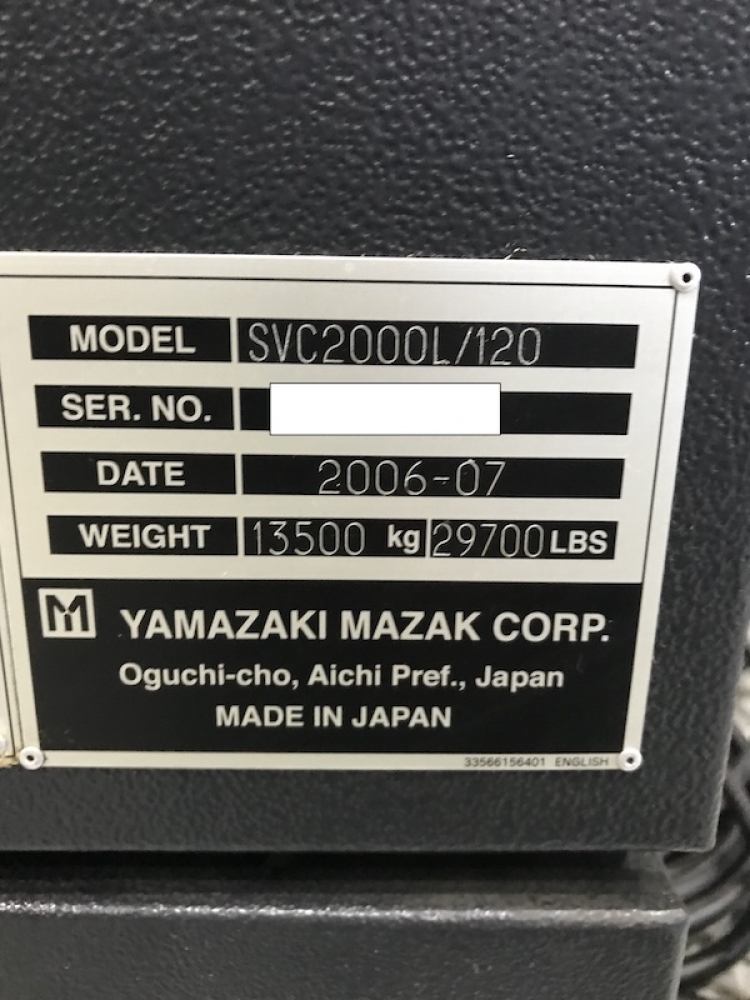 MODEL SVC2000L/120
SER. NO.
DATE 2006-07
WEIGHT 13500 kg 29700 LBS
M YAMAZAKI MAZAK CORP.
Oguchi-cho, Aichi Pref., Japan
MADE IN JAPAN
33566156401 ENGLISH